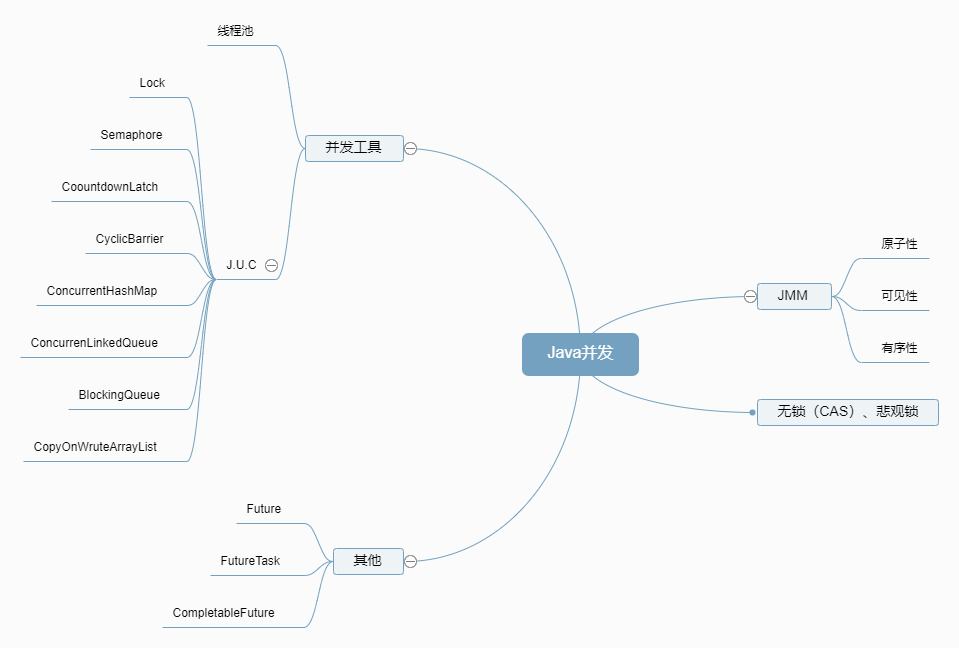 线程池
Lock
Semaphore
CoountdownLatch
CyclicBarrier
ConcurrentHashMap
ConcurrenLinkedQueue
BlockingQueue
CopyOnWruteArrayList
J.U.C
并发工具
Java并发
JMM
原子性
可见性
有序性
无锁（CAS）、悲观锁
其他
Future
FutureTask
CompletableFuture